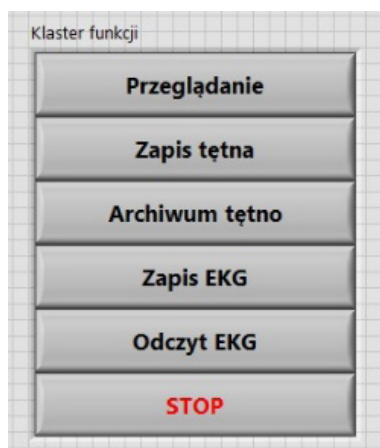 Klaster funkcji
Przeglądanie
Zapis tętna
Archiwum tętno
Zapis EKG
Odczyt EKG
STOP